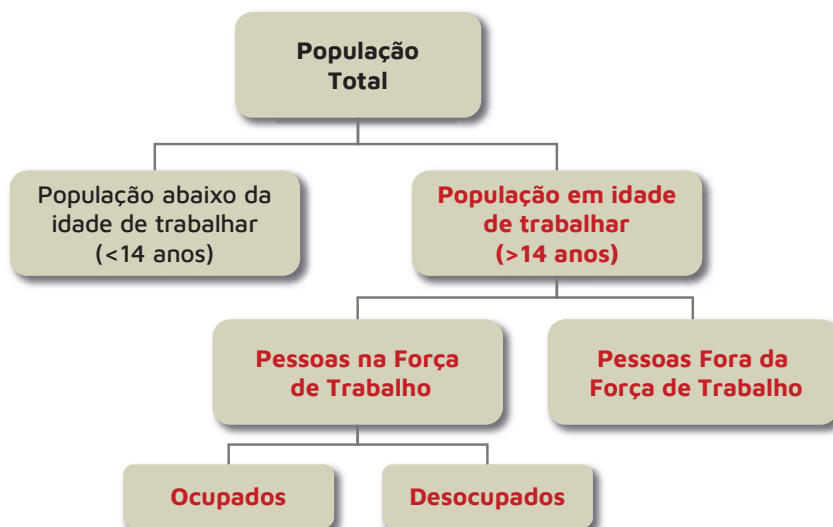 População
Total
População abaixo da
idade de trabalhar
(<14 anos)
População em idade
de trabalhar
(>14 anos)
Pessoas na Força
de Trabalho
Pessoas Fora da
Força de Trabalho
Ocupados
Desocupados